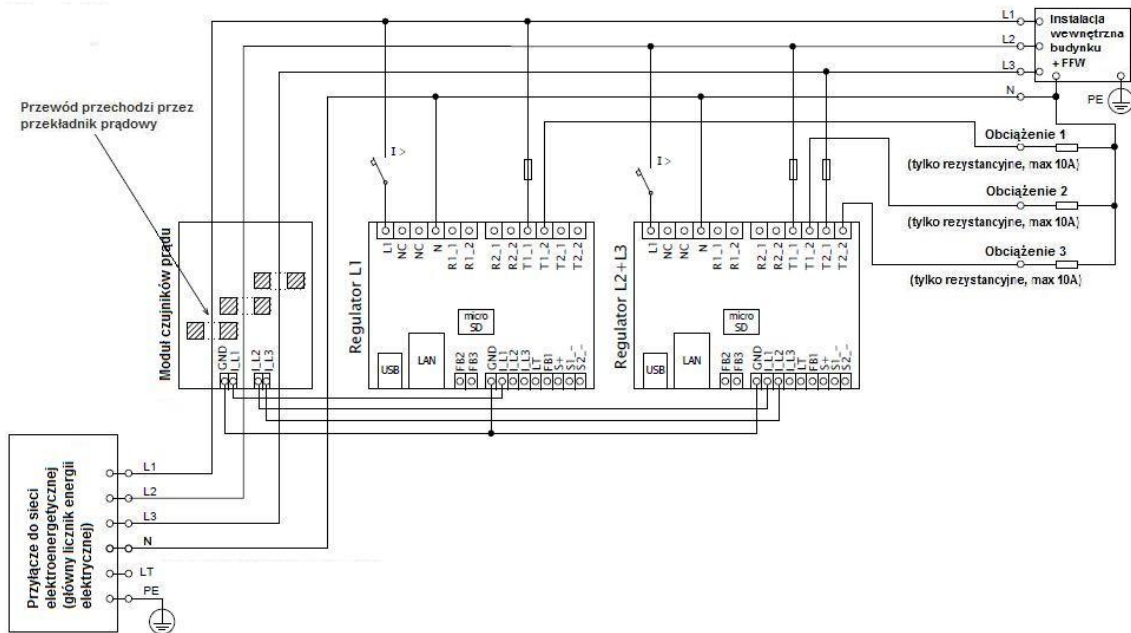 L1
L2
L3
N
Instalacja
wewnętrzna
budynku
+ FFW
PE
Przewód przechodzi przez
przekładnik prądowy
I >
I >
Obciążenie 1
(tylko rezystancyjne, max 10A)
Obciążenie 2
(tylko rezystancyjne, max 10A)
Obciążenie 3
(tylko rezystancyjne, max 10A)
Moduł czujników prądu
GND
I_L1
I_L2
I_L3
Regulator L1
L1
NC
NC
N
R1_1
R1_2
R2_1
R2_2
T1_1
T1_2
T2_1
T2_2
micro
SD
USB
LAN
FB2
FB3
GND
I_L1
I_L2
I_L3
LT
FB1
S+
S1_-
S2_-
Regulator L2+L3
L1
NC
NC
N
R1_1
R1_2
R2_1
R2_2
T1_1
T1_2
T2_1
T2_2
micro
SD
USB
LAN
FB2
FB3
GND
I_L1
I_L2
I_L3
LT
FB1
S+
S1_-
S2_-
Przyłącze do sieci
elektroenergetycznej
(główny licznik energii
elektrycznej)
L1
L2
L3
N
LT
PE